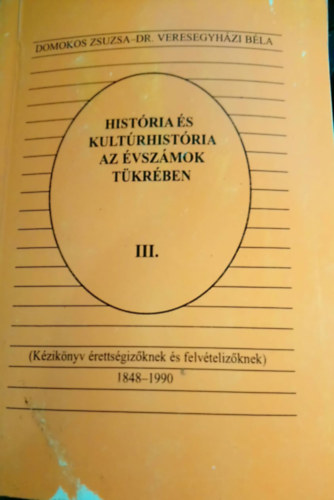 DOMOKOS ZSUZSA–DR. VERESEGYHÁZI BÉLA
HISTÓRIA ÉS
KULTÚRHISTÓRIA
AZ ÉVSZÁMOK
TÜKRÉBEN
III.
(Kézikönyv érettségizőknek és felvételizőknek)
1848–1990